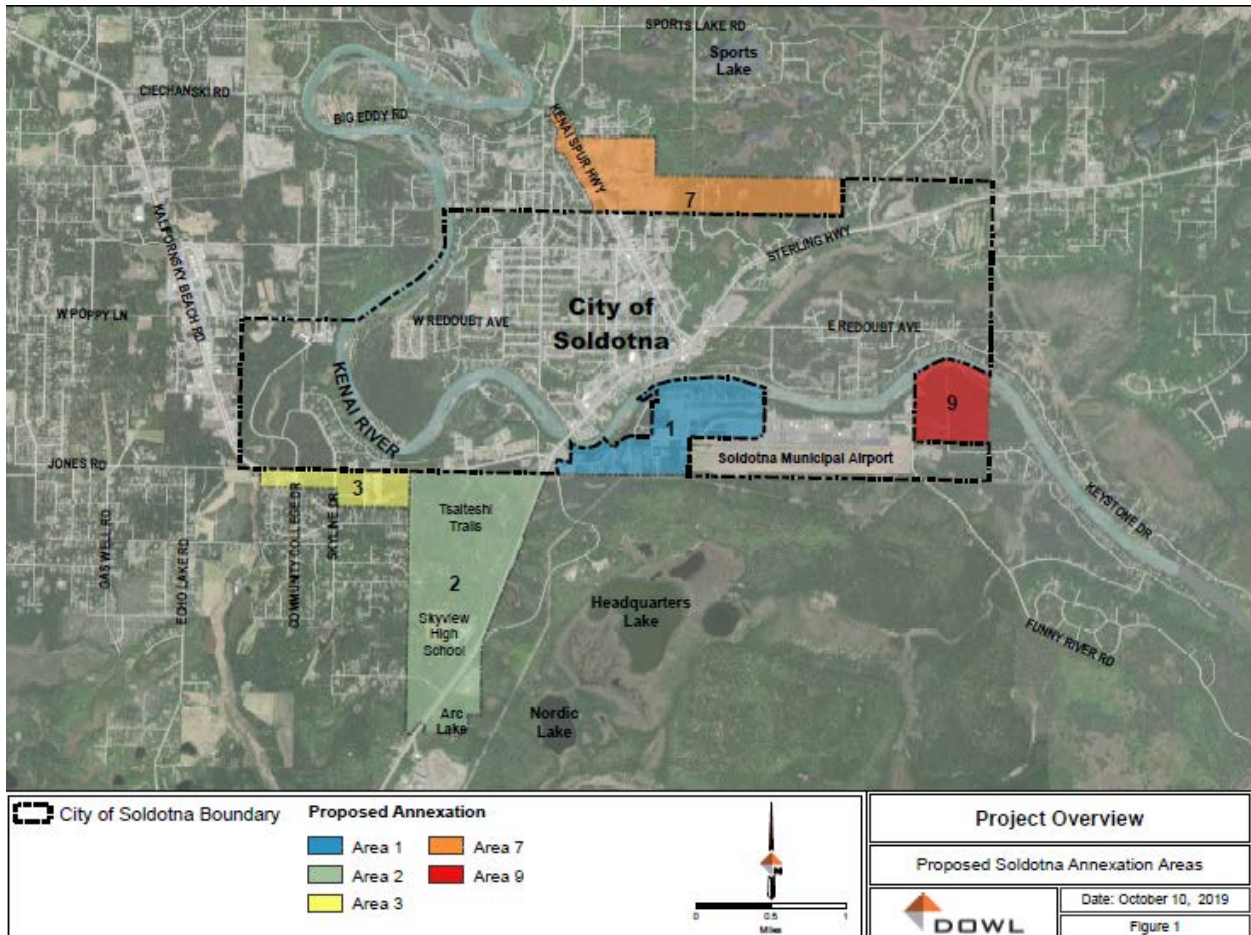 SPORTS LAKE RD
Sports
Lake
CIECHANSKI RD
BIG EDDY RD
KENAI SPUR HWY
7
KALIFORNSKY BEACH RD
STERLING HWY
W POPPY LN
W REDOUBT AVE
City of
Soldotna
E REDOUBT AVE
KENAI RIVER
1
9
Soldotna Municipal Airport
JONES RD
3
KEYSTONE DR
GAS WELL RD
ECHO LAKE RD
COMMUNITY COLLEGE DR
SKYLINE DR
Tsalteshi
Trails
2
Skyview
High
School
Headquarters
Lake
FUNNY RIVER RD
Arc
Lake
Nordic
Lake
City of Soldotna Boundary
Proposed Annexation
Area 1
Area 2
Area 3
Area 7
Area 9
N
0 0.5 1
Miles
Project Overview
Proposed Soldotna Annexation Areas
DOWL
Date: October 10, 2019
Figure 1